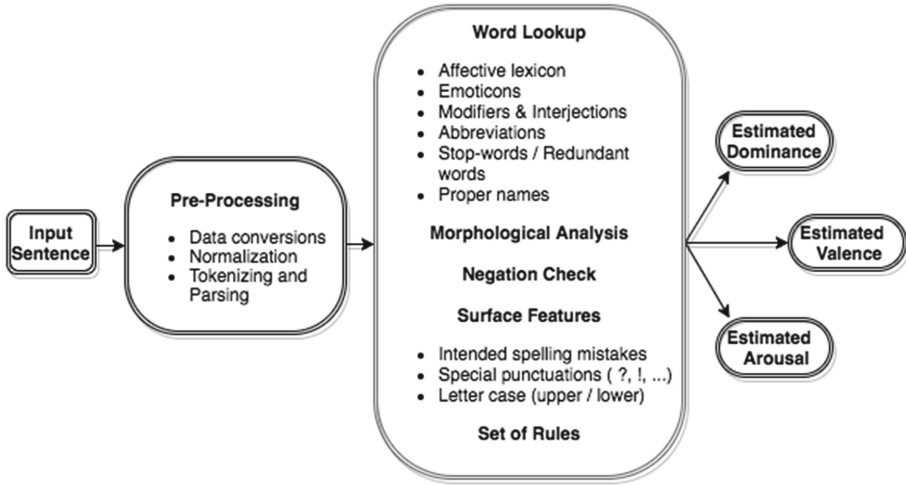 Input
Sentence
Pre-Processing
• Data conversions
• Normalization
• Tokenizing and
Parsing
Word Lookup
• Affective lexicon
• Emoticons
• Modifiers & Interjections
• Abbreviations
• Stop-words / Redundant
words
• Proper names
Morphological Analysis
Negation Check
Surface Features
• Intended spelling mistakes
• Special punctuations ( ?, !, ...)
• Letter case (upper / lower)
Set of Rules
Estimated
Dominance
Estimated
Valence
Estimated
Arousal